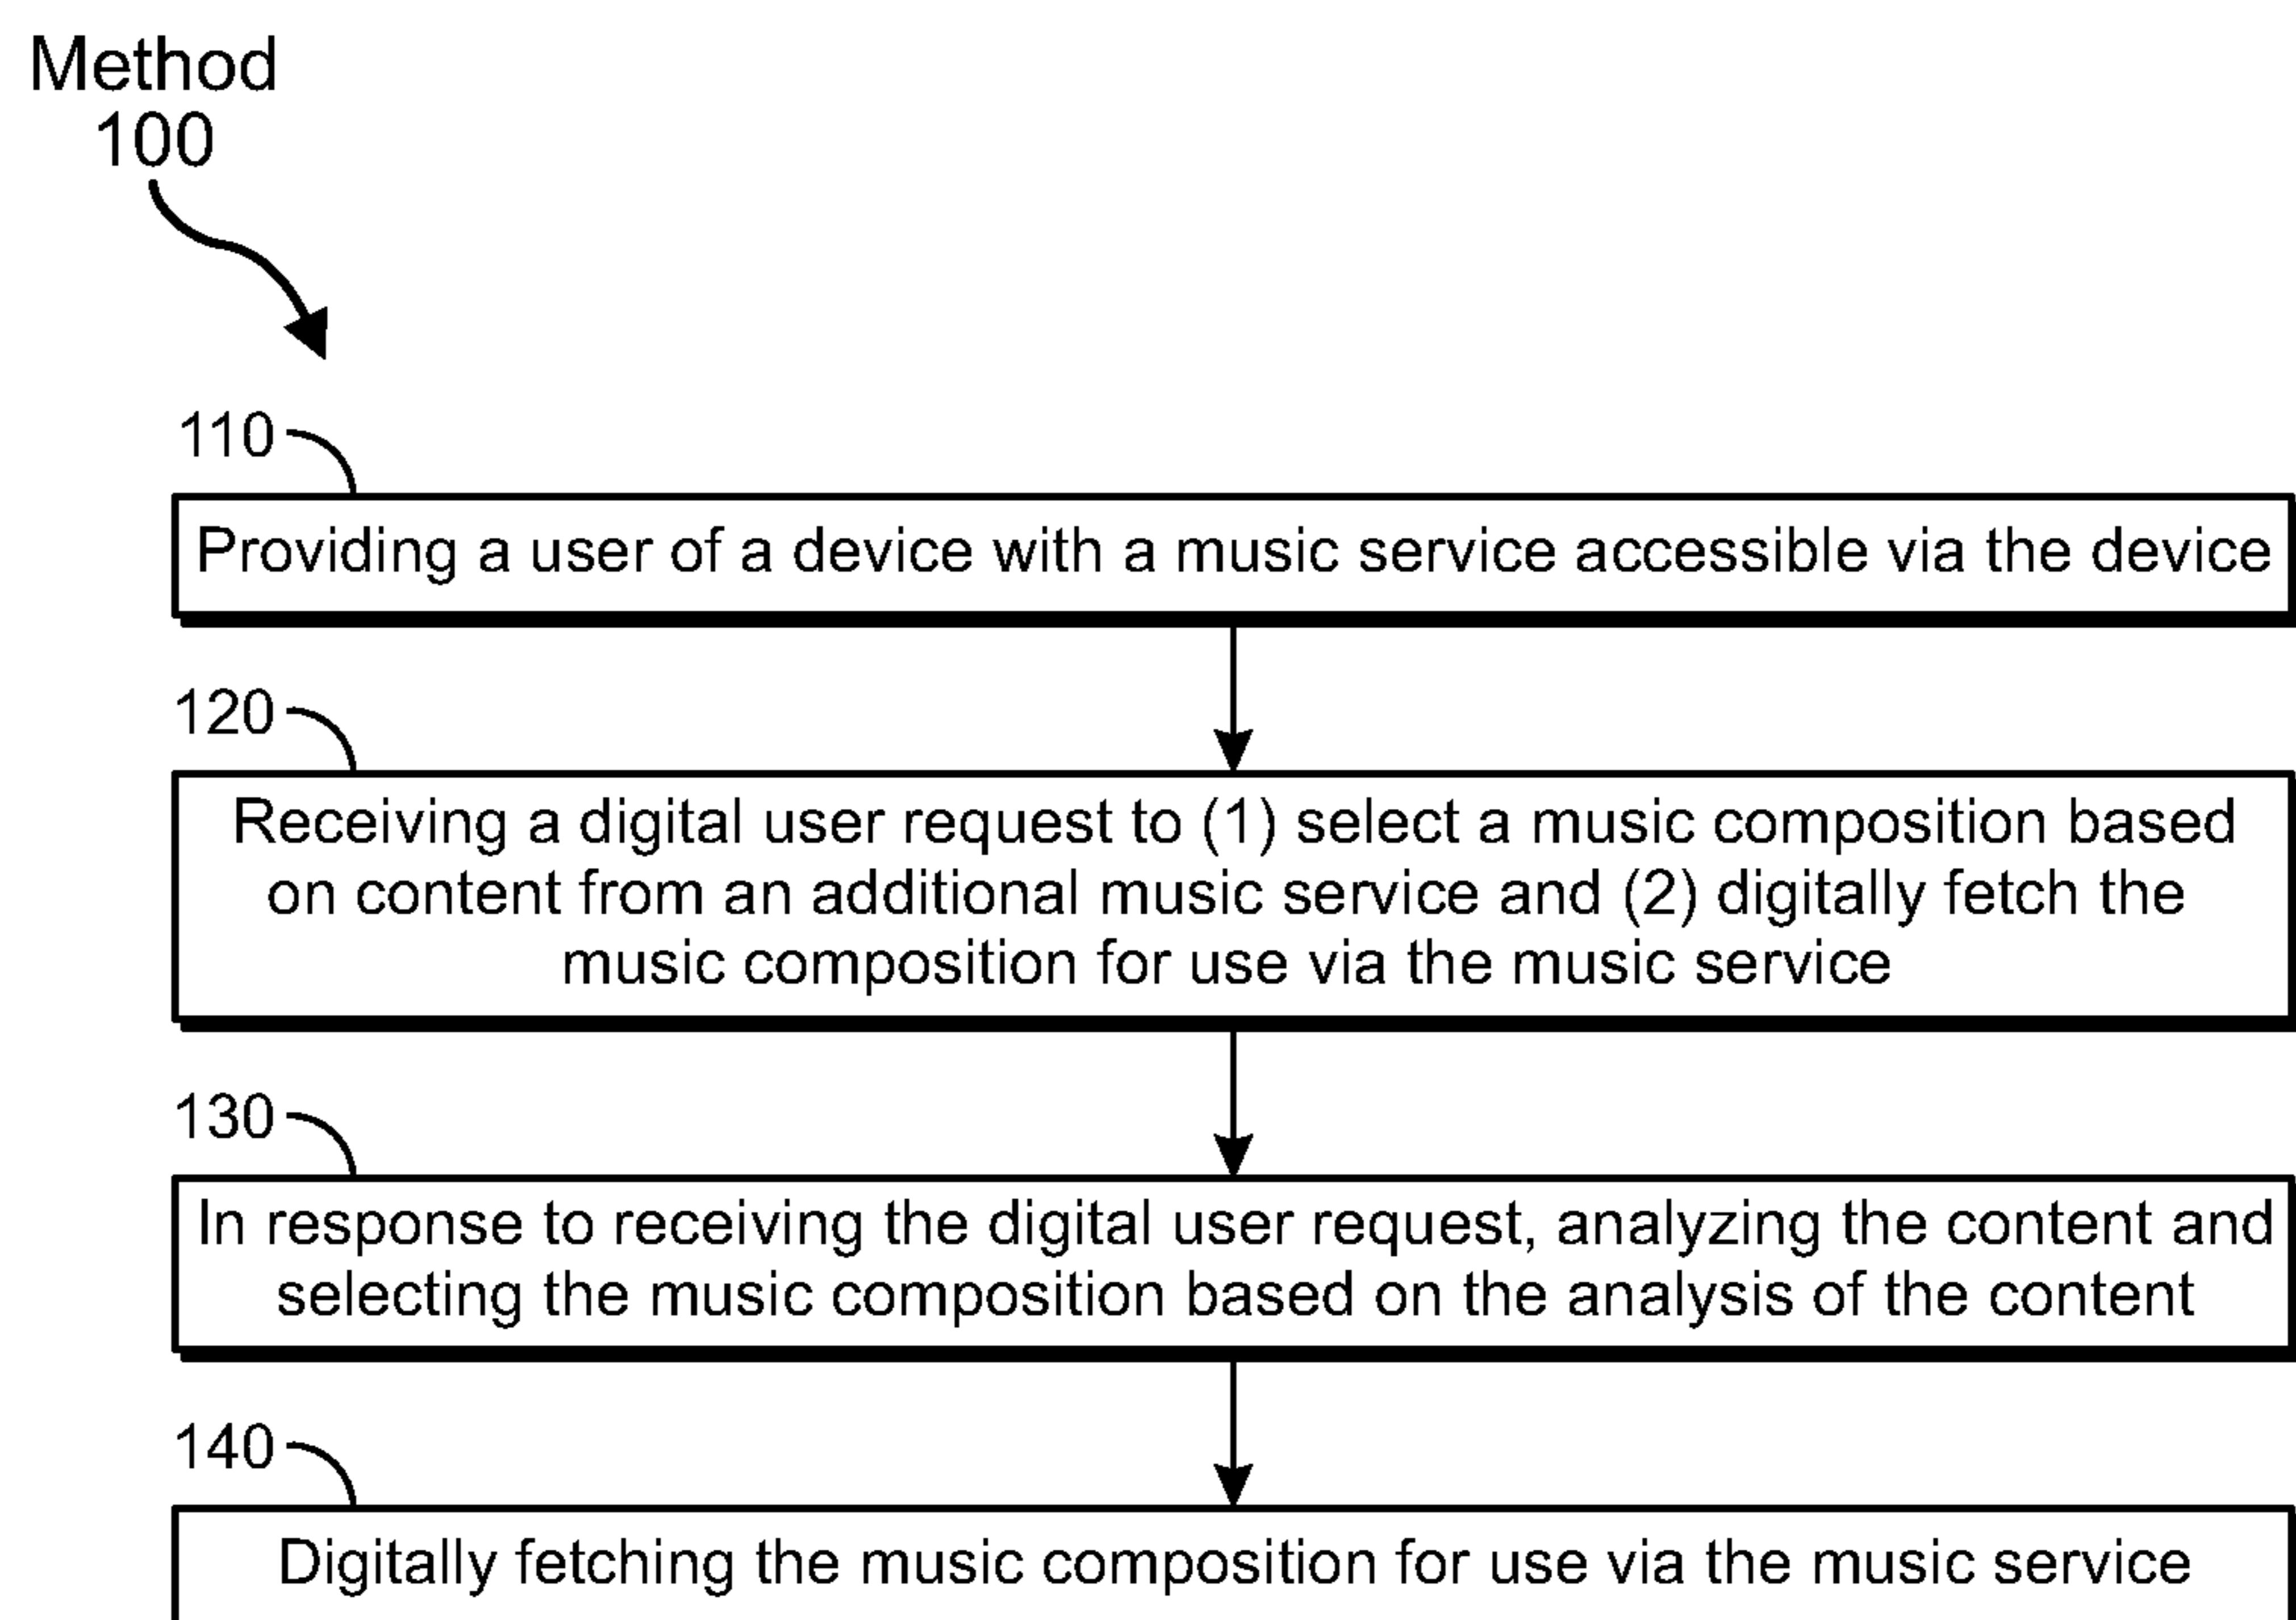 Method
100
110
Providing a user of a device with a music service accessible via the device
120
Receiving a digital user request to (1) select a music composition based
on content from an additional music service and (2) digitally fetch the
music composition for use via the music service
130
In response to receiving the digital user request, analyzing the content and
selecting the music composition based on the analysis of the content
140
Digitally fetching the music composition for use via the music service